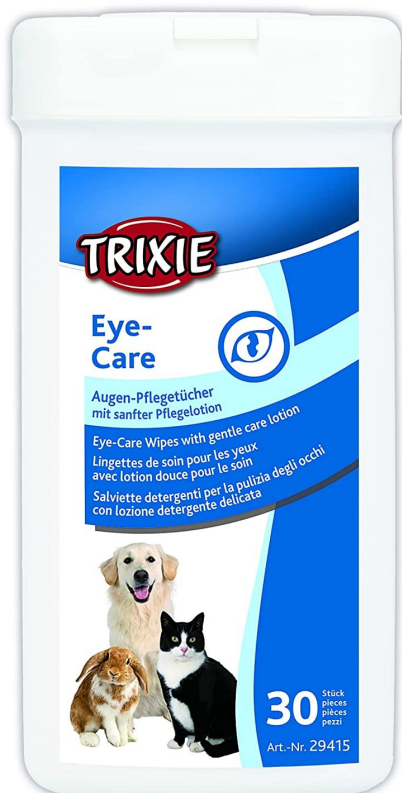 TRIXIE
Eye-
Care
Augen-Pflegetücher
mit sanfter Pflegelotion
Eye-Care Wipes with gentle care lotion
Lingettes de soin pour les yeux
avec lotion douce pour le soin
Salviette detergenti per la pulizia degli occhi
con lozione detergente delicata
30
Stück
pieces
pièces
pezzi
Art.-Nr. 29415